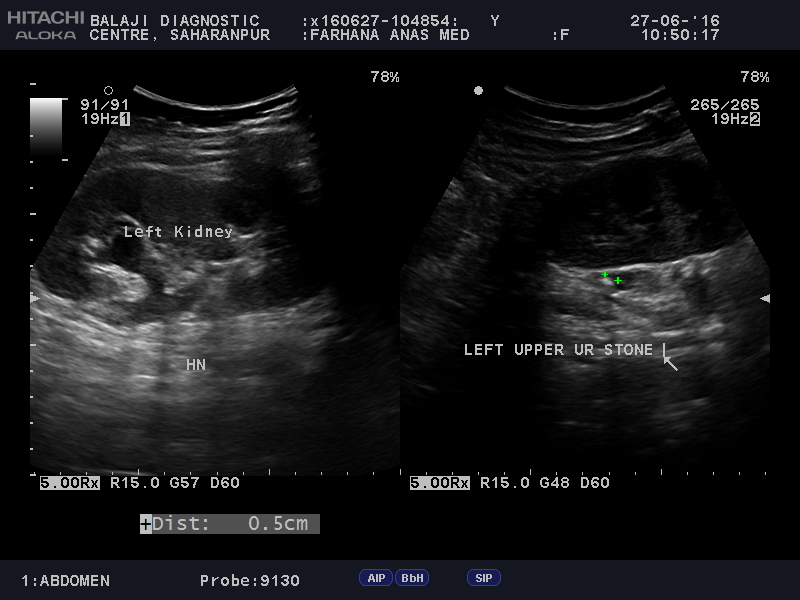 HITACHI BALAJI DIAGNOSTIC :x160627-104854: Y 27-06-'16
ALOKA CENTRE, SAHARANPUR :FARHANA ANAS MED :F 10:50:17
78% 78%
91/91 265/265
19Hz1 19Hz2
Left Kidney
LEFT UPPER UR STONE
HN
5.00Rx R15.0 G57 D60 5.00Rx R15.0 G48 D60
+Dist: 0.5cm
1:ABDOMEN Probe:9130 AIP BbH SIP